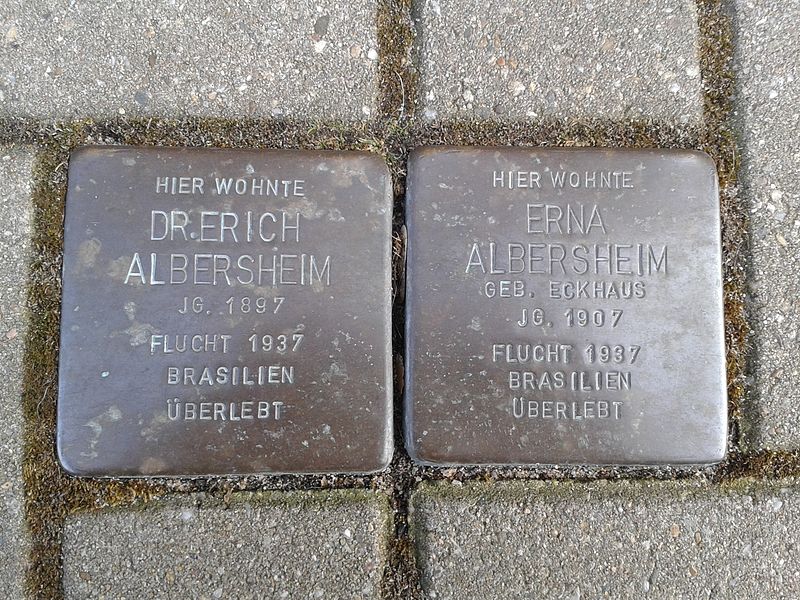 HIER WOHNTE
DR. ERICH
ALBERSHEIM
JG. 1897
FLUCHT 1937
BRASILIEN
ÜBERLEBT
HIER WOHNTE
ERNA
ALBERSHEIM
GEB. ECKHAUS
JG. 1907
FLUCHT 1937
BRASILIEN
ÜBERLEBT